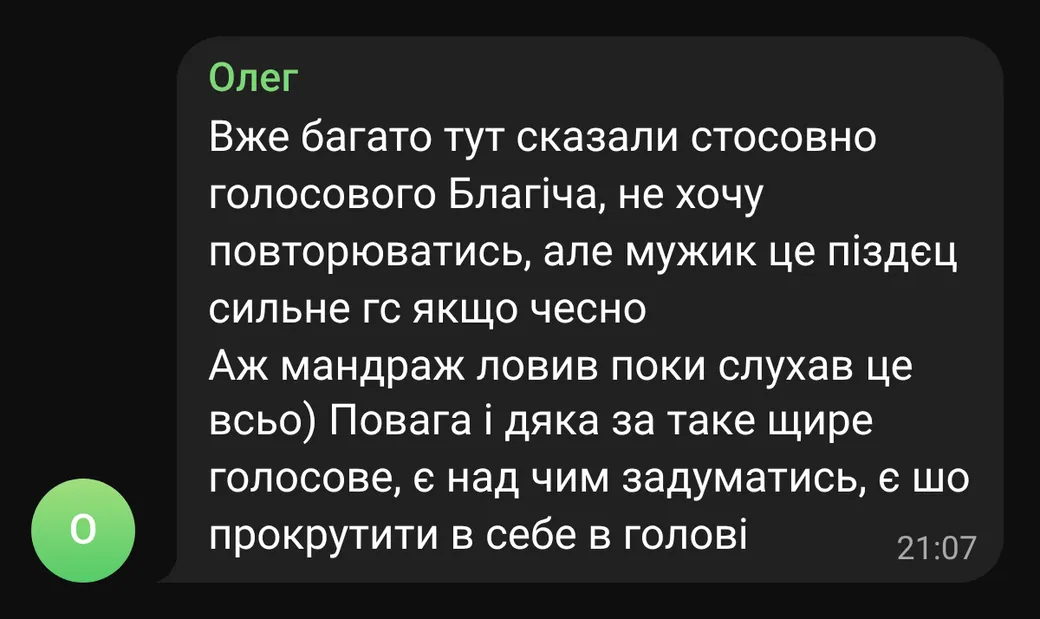 Олег
Вже багато тут сказали стосовно
голосового Благіча, не хочу
повторюватись, але мужик це піздєц
сильне гс якщо чесно
Аж мандраж ловив поки слухав це
всьо) Повага і дяка за таке щире
голосове, є над чим задуматись, є шо
прокрутити в себе в голові
21:07
О